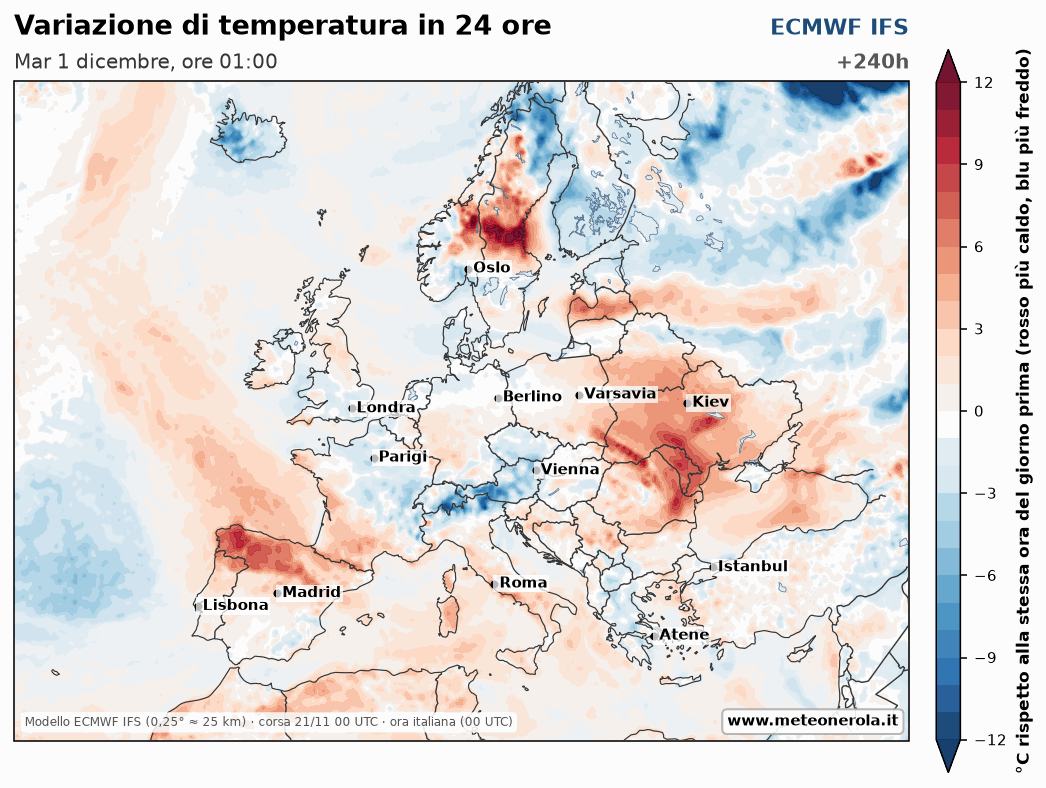 Variazione di temperatura in 24 ore
ECMWF IFS
Mar 1 dicembre, ore 01:00
+240h
Oslo
Londra
Berlino
Varsavia
Kiev
Parigi
Vienna
Istanbul
Roma
Madrid
Lisbona
Atene
Modello ECMWF IFS (0,25° ≈ 25 km) · corsa 21/11 00 UTC · ora italiana (00 UTC)
www.meteonerola.it
12
9
6
3
0
−3
−6
−9
−12
°C rispetto alla stessa ora del giorno prima (rosso più caldo, blu più freddo)